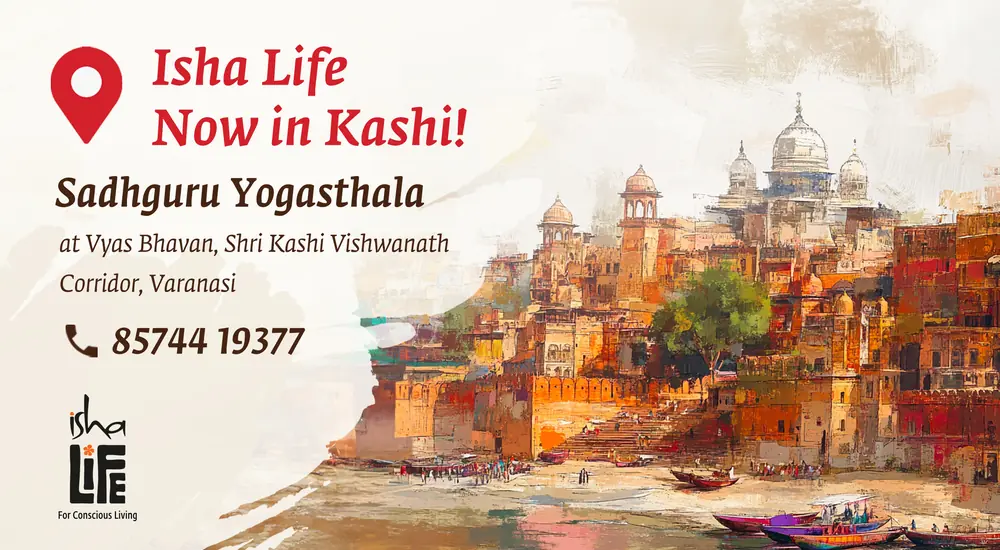 Isha Life
Now in Kashi!
Sadhguru Yogasthala
at Vyas Bhavan, Shri Kashi Vishwanath
Corridor, Varanasi
85744 19377
isha
LIFE
For Conscious Living